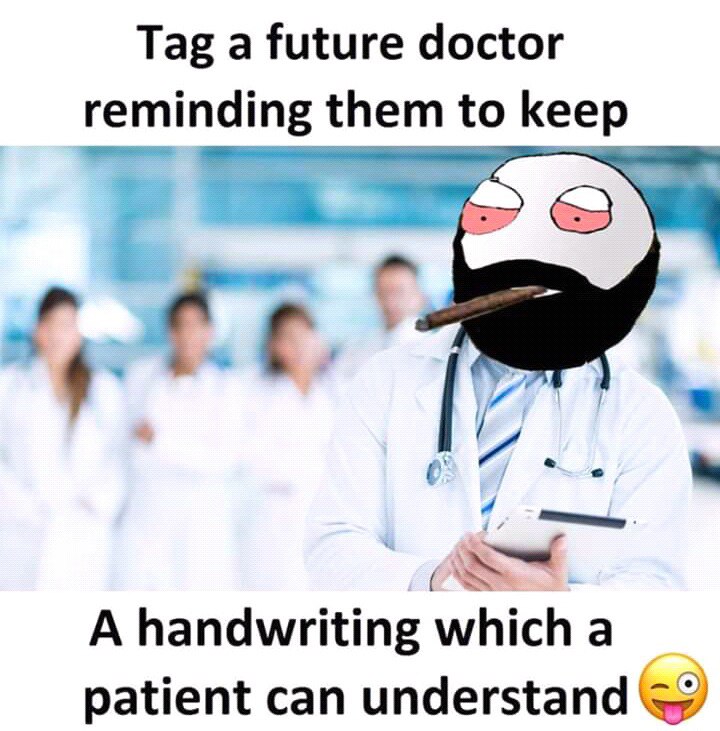 Tag a future doctor
reminding them to keep
A handwriting which a
patient can understand